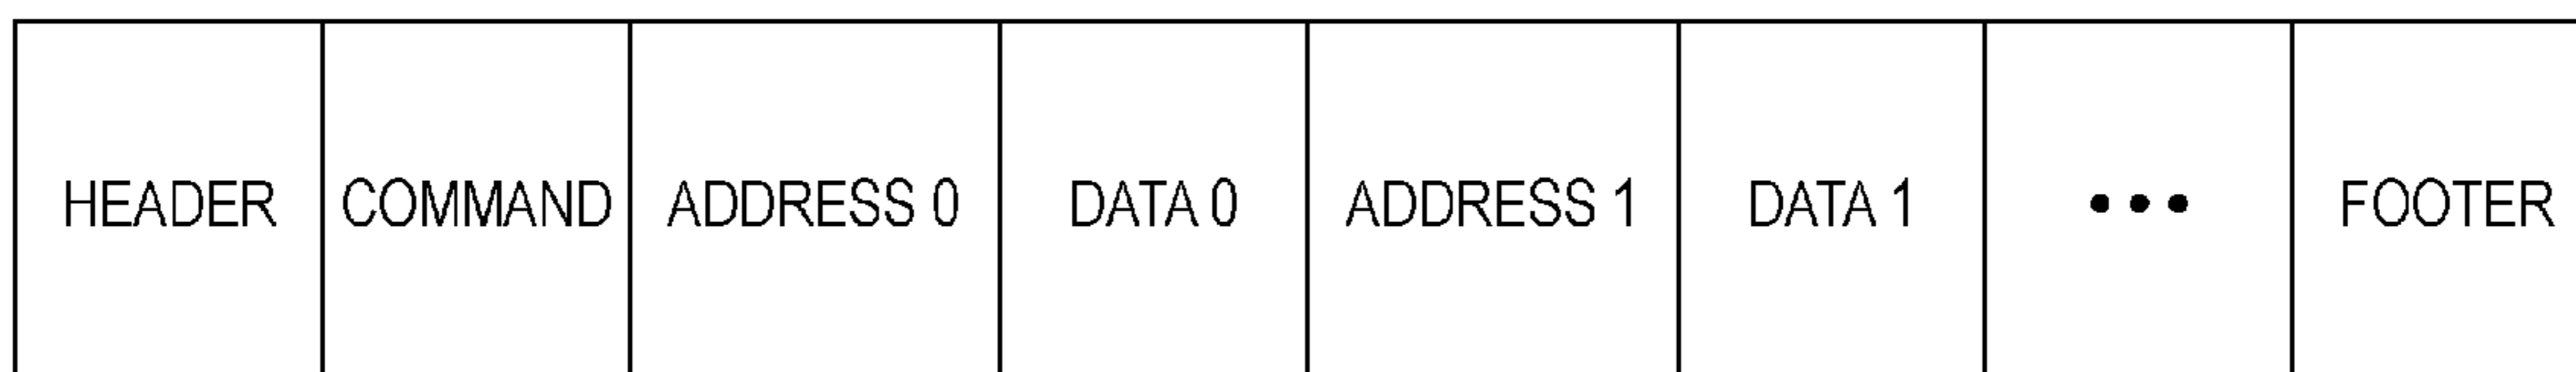 HEADER COMMAND ADDRESS 0 DATA 0 ADDRESS 1 DATA 1 ••• FOOTER